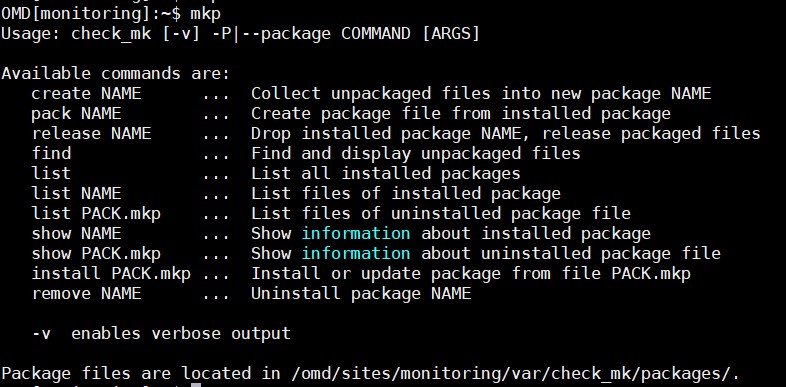 OMD[monitoring]:~$ mkp
Usage: check_mk [-v] -P|--package COMMAND [ARGS]
Available commands are:
create NAME ... Collect unpackaged files into new package NAME
pack NAME ... Create package file from installed package
release NAME ... Drop installed package NAME, release packaged files
find ... Find and display unpackaged files
list ... List all installed packages
list NAME ... List files of installed package
list PACK.mkp ... List files of uninstalled package file
show NAME ... Show information about installed package
show PACK.mkp ... Show information about uninstalled package file
install PACK.mkp ... Install or update package from file PACK.mkp
remove NAME ... Uninstall package NAME
-v enables verbose output
Package files are located in /omd/sites/monitoring/var/check_mk/packages/.